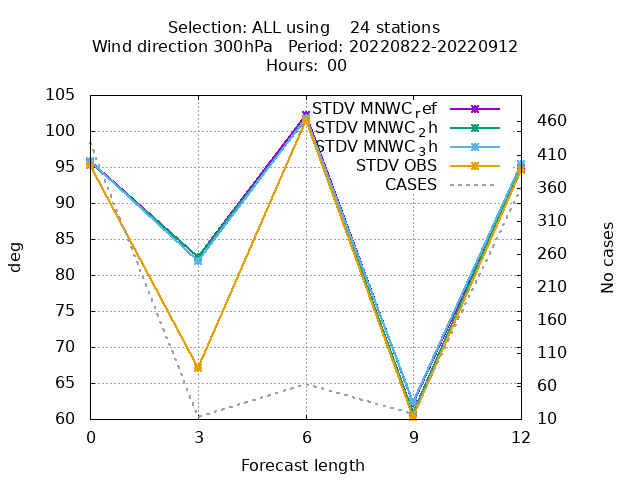 Selection: ALL using 24 stations
Wind direction 300hPa Period: 20220822-20220912
Hours: 00
105
100
95
90
85
80
75
70
65
60
deg
STDV MNWC_ref
STDV MNWC_2h
STDV MNWC_3h
STDV OBS
CASES
460
410
360
310
260
210
160
110
60
10
No cases
0 3 6 9 12
Forecast length